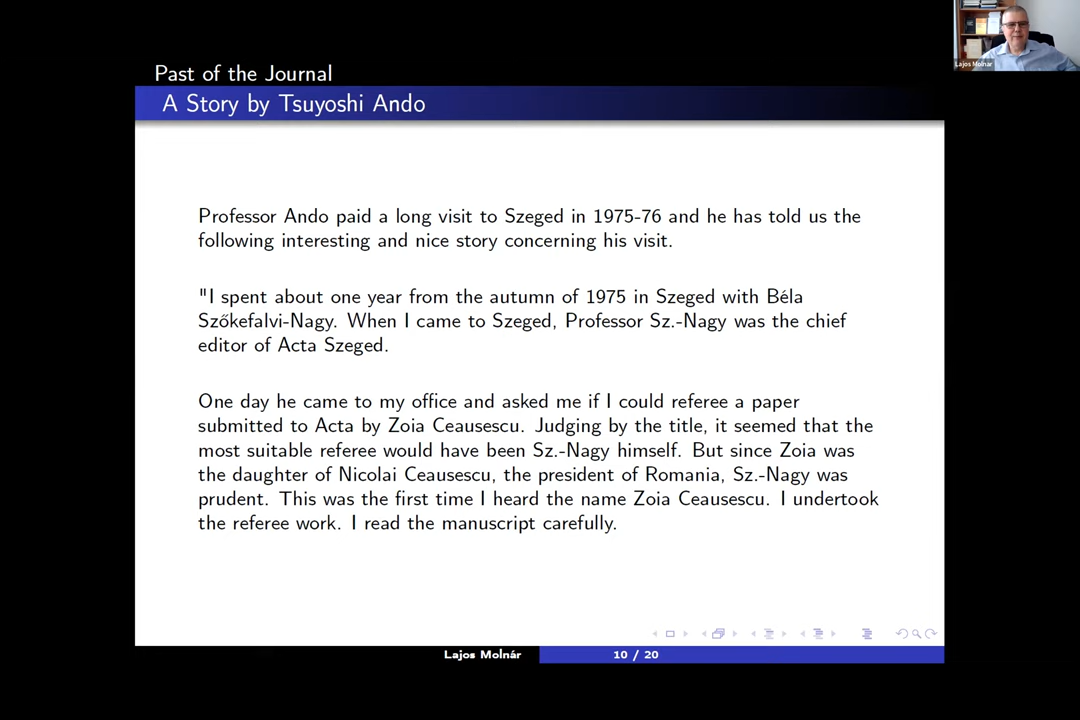 Lajos Molnár
Past of the Journal
A Story by Tsuyoshi Ando
Professor Ando paid a long visit to Szeged in 1975-76 and he has told us the
following interesting and nice story concerning his visit.
"I spent about one year from the autumn of 1975 in Szeged with Béla
Szőkefalvi-Nagy. When I came to Szeged, Professor Sz.-Nagy was the chief
editor of Acta Szeged.
One day he came to my office and asked me if I could referee a paper
submitted to Acta by Zoia Ceausescu. Judging by the title, it seemed that the
most suitable referee would have been Sz.-Nagy himself. But since Zoia was
the daughter of Nicolai Ceausescu, the president of Romania, Sz.-Nagy was
prudent. This was the first time I heard the name Zoia Ceausescu. I undertook
the referee work. I read the manuscript carefully.
Lajos Molnár
10 / 20